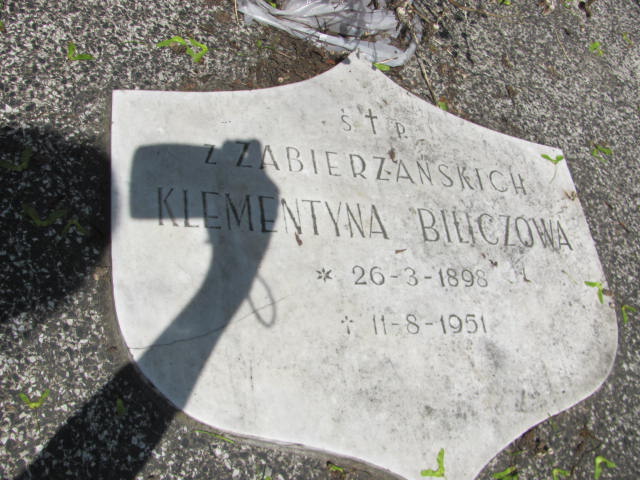 Ś † P
Z ZABIERZAŃSKICH
KLEMENTYNA BILICZOWA
* 26-3-1898
† 11-8-1951